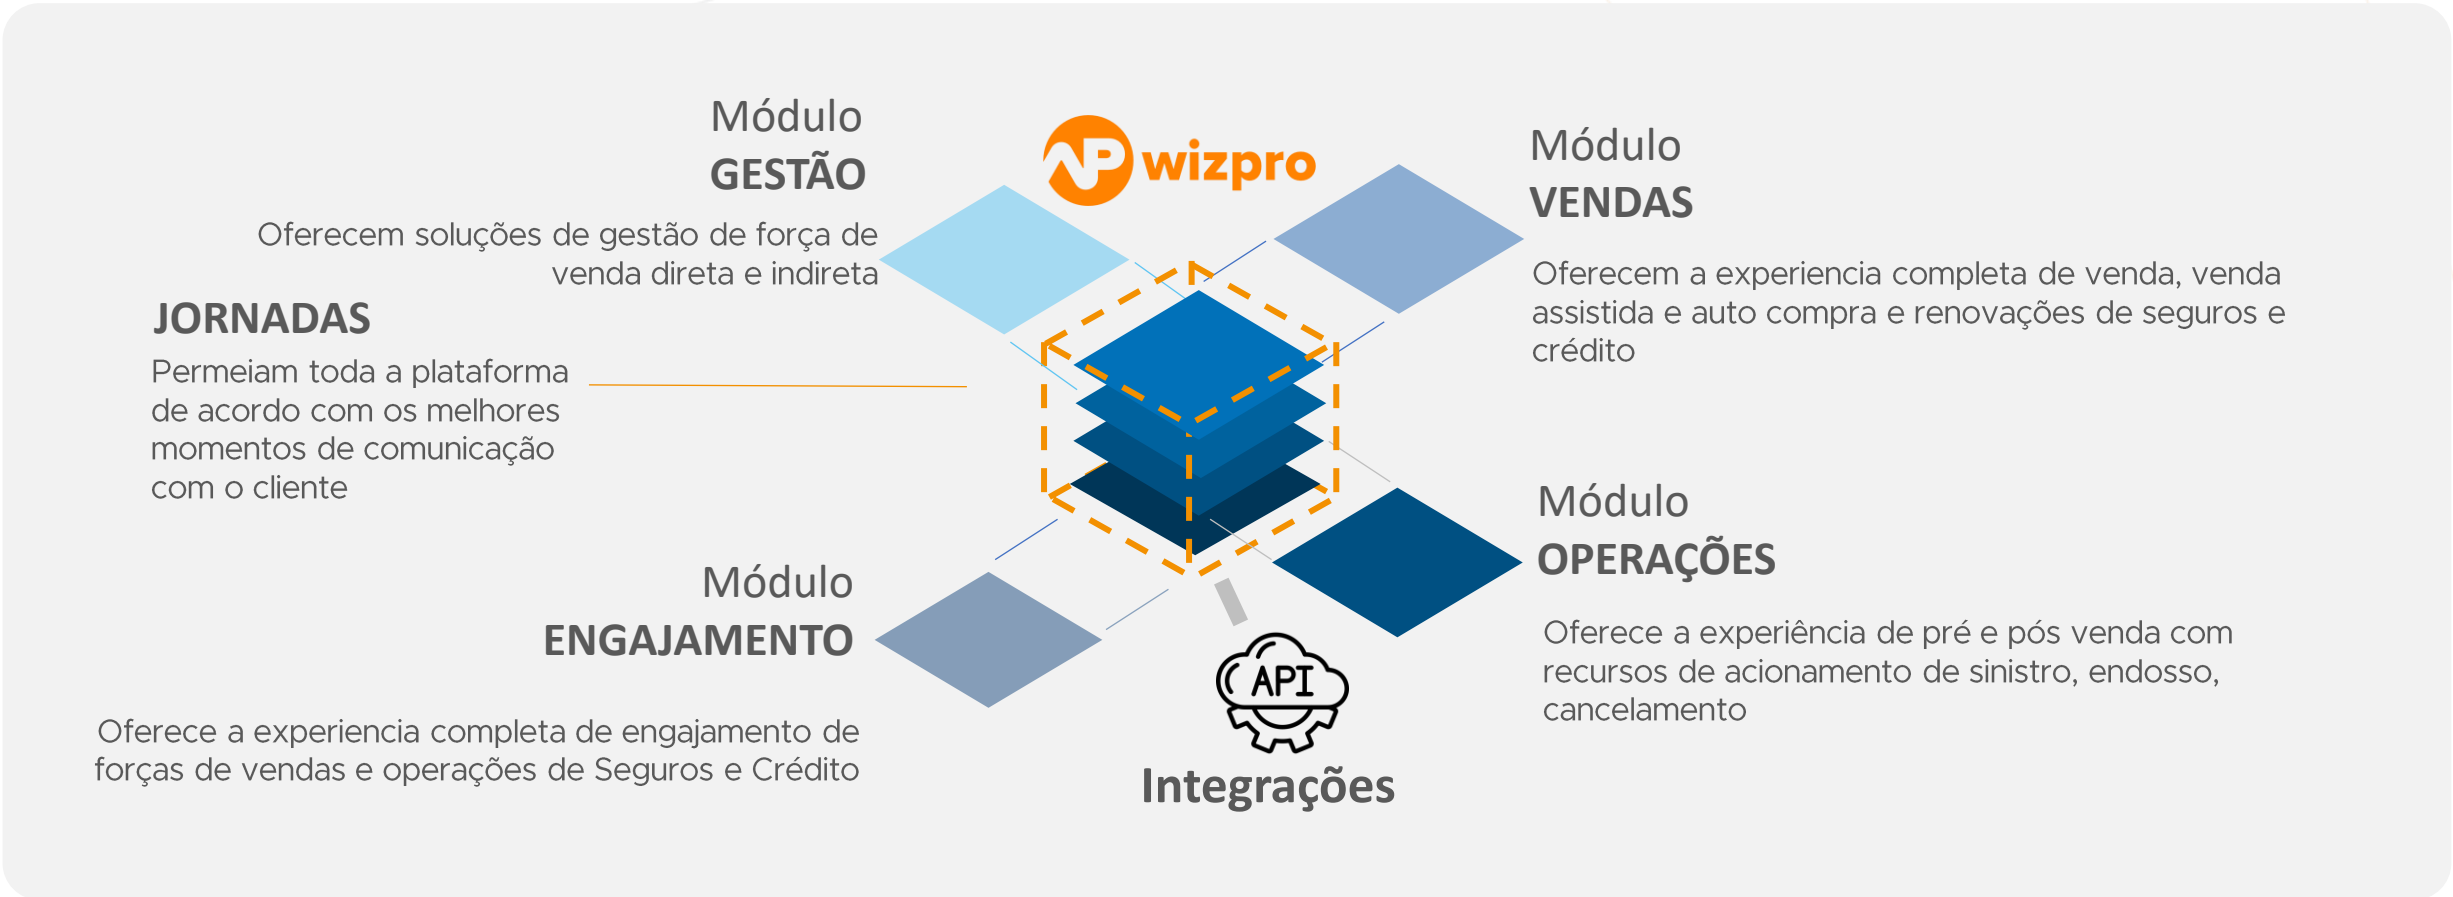 Módulo
GESTÃO
Oferecem soluções de gestão de força de
venda direta e indireta
JORNADAS
Permeiam toda a plataforma
de acordo com os melhores
momentos de comunicação
com o cliente
Módulo
ENGAJAMENTO
Oferece a experiencia completa de engajamento de
forças de vendas e operações de Seguros e Crédito
wizpro
API
Integrações
Módulo
VENDAS
Oferecem a experiencia completa de venda, venda
assistida e auto compra e renovações de seguros e
crédito
Módulo
OPERAÇÕES
Oferece a experiência de pré e pós venda com
recursos de acionamento de sinistro, endosso,
cancelamento